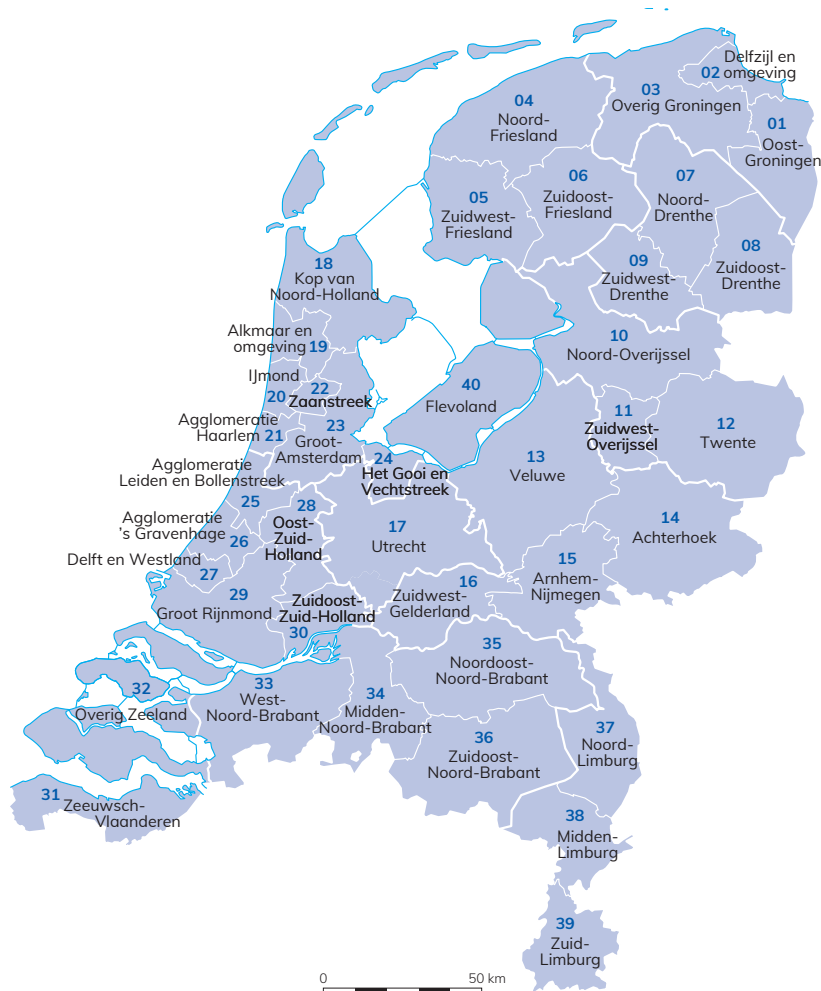 Delfzijl en
02 omgeving
03
Overig Groningen
04
Noord-
Friesland
01
Oost-
Groningen
06
Zuidoost-
Friesland
07
Noord-
Drenthe
05
Zuidwest-
Friesland
08
Zuidoost-
Drenthe
09
Zuidwest-
Drenthe
18
Kop van
Noord-Holland
Alkmaar en
omgeving 19
10
Noord-Overijssel
IJmond
20
22
Zaanstreek
40
Flevoland
11
Zuidwest-
Overijssel
12
Twente
Agglomeratie
Haarlem 21
23
Groot-
Amsterdam
24
Het Gooi en
Vechtstreek
13
Veluwe
Agglomeratie
Leiden en Bollenstreek
25
28
Oost-
Zuid-
Holland
Agglomeratie
's Gravenhage
26
17
Utrecht
14
Achterhoek
Delft en Westland
27
15
Arnhem-
Nijmegen
29
Groot Rijnmond
16
Zuidwest-
Gelderland
Zuidoost-
Zuid-Holland
30
35
Noordoost-
Noord-Brabant
32
Overig Zeeland
33
West-
Noord-Brabant
34
Midden-
Noord-Brabant
36
Zuidoost-
Noord-Brabant
37
Noord-
Limburg
31
Zeeuwsch-
Vlaanderen
38
Midden-
Limburg
39
Zuid-
Limburg
0 50 km